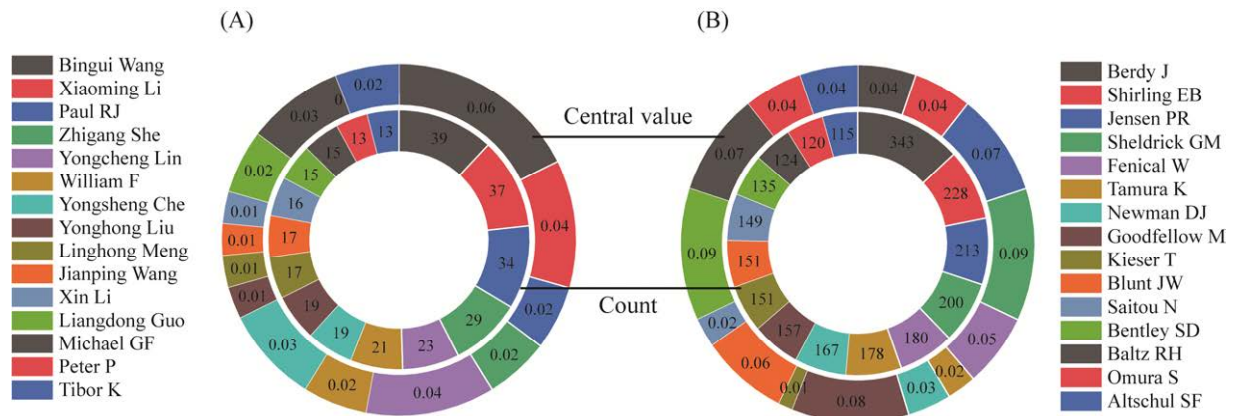 (A)
(B)
Bingui Wang
Xiaoming Li
Paul RJ
Zhigang She
Yongcheng Lin
William F
Yongsheng Che
Yonghong Liu
Linghong Meng
Jianping Wang
Xin Li
Liangdong Guo
Michael GF
Peter P
Tibor K
0.06
0.04
0.02
0.02
0.04
0.02
0.03
0.01
0.01
0.01
0.01
0.02
0.03
0
0.02
39
37
34
29
23
21
19
19
17
17
16
15
15
13
13
Central value
Count
0.04
0.04
0.07
0.09
0.05
0.02
0.03
0.08
0.01
0.06
0.02
0.09
0.07
0.04
0.04
343
228
213
200
180
178
167
157
151
151
149
135
124
120
115
Berdy J
Shirling EB
Jensen PR
Sheldrick GM
Fenical W
Tamura K
Newman DJ
Goodfellow M
Kieser T
Blunt JW
Saitou N
Bentley SD
Baltz RH
Omura S
Altschul SF